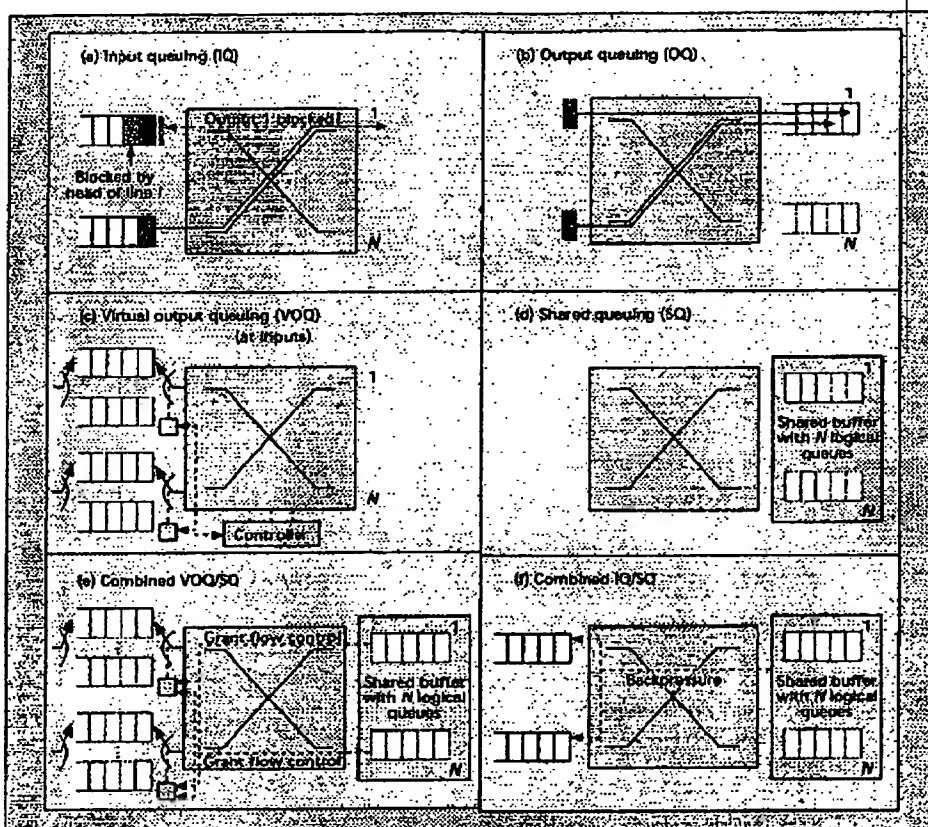 (a) Input queuing (IQ)
Output 1 blocked!
Blocked by
head of line!
N
(b) Output queuing (OQ)
1
N
(c) Virtual output queuing (VOQ)
(at inputs)
1
N
Controller
(d) Shared queuing (SQ)
1
Shared buffer
with N logical
queues
N
(e) Combined VOQ/SQ
Grant flow control
Grant flow control
1
Shared buffer
with N logical
queues
N
(f) Combined IQ/SQ
Backpressure
1
Shared buffer
with N logical
queues
N